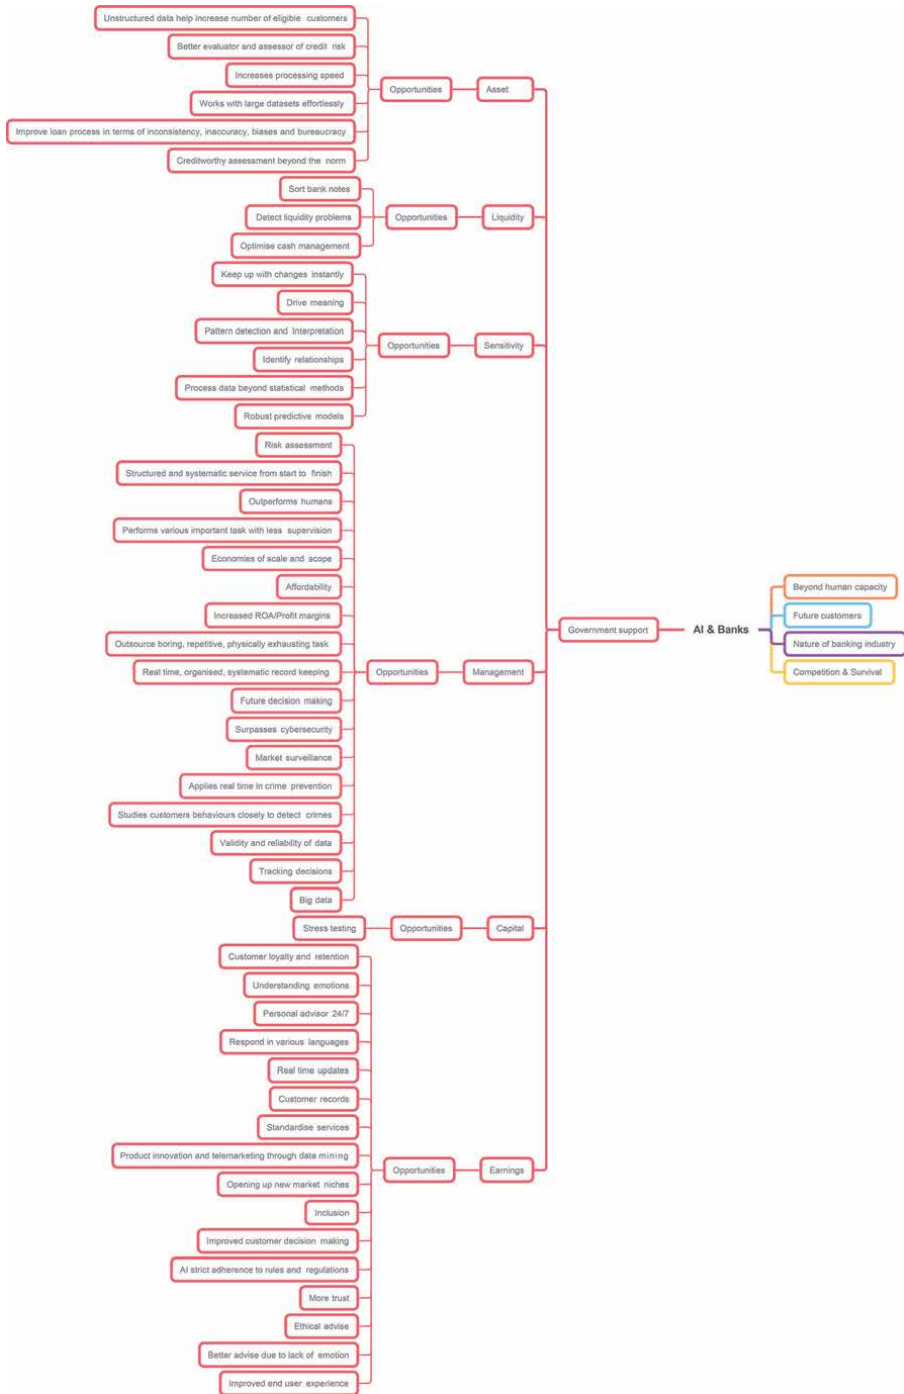 Unstructured data help increase number of eligible customers
Better evaluator and assessor of credit risk
Increases processing speed
Works with large datasets effortlessly
Improve loan process in terms of inconsistency, inaccuracy, biases and bureaucracy
Creditworthy assessment beyond the norm
Opportunities
Asset
Sort bank notes
Detect liquidity problems
Optimise cash management
Opportunities
Liquidity
Keep up with changes instantly
Drive meaning
Pattern detection and Interpretation
Identify relationships
Process data beyond statistical methods
Robust predictive models
Opportunities
Sensitivity
Risk assessment
Structured and systematic service from start to finish
Outperforms humans
Performs various important task with less supervision
Economies of scale and scope
Affordability
Increased ROA/Profit margins
Outsource boring, repetitive, physically exhausting task
Real time, organised, systematic record keeping
Future decision making
Surpasses cybersecurity
Market surveillance
Applies real time in crime prevention
Studies customers behaviours closely to detect crimes
Validity and reliability of data
Tracking decisions
Big data
Opportunities
Management
Stress testing
Opportunities
Capital
Customer loyalty and retention
Understanding emotions
Personal advisor 24/7
Respond in various languages
Real time updates
Customer records
Standardise services
Product innovation and telemarketing through data mining
Opening up new market niches
Inclusion
Improved customer decision making
AI strict adherence to rules and regulations
More trust
Ethical advise
Better advise due to lack of emotion
Improved end user experience
Opportunities
Earnings
Government support
AI & Banks
Beyond human capacity
Future customers
Nature of banking industry
Competition & Survival